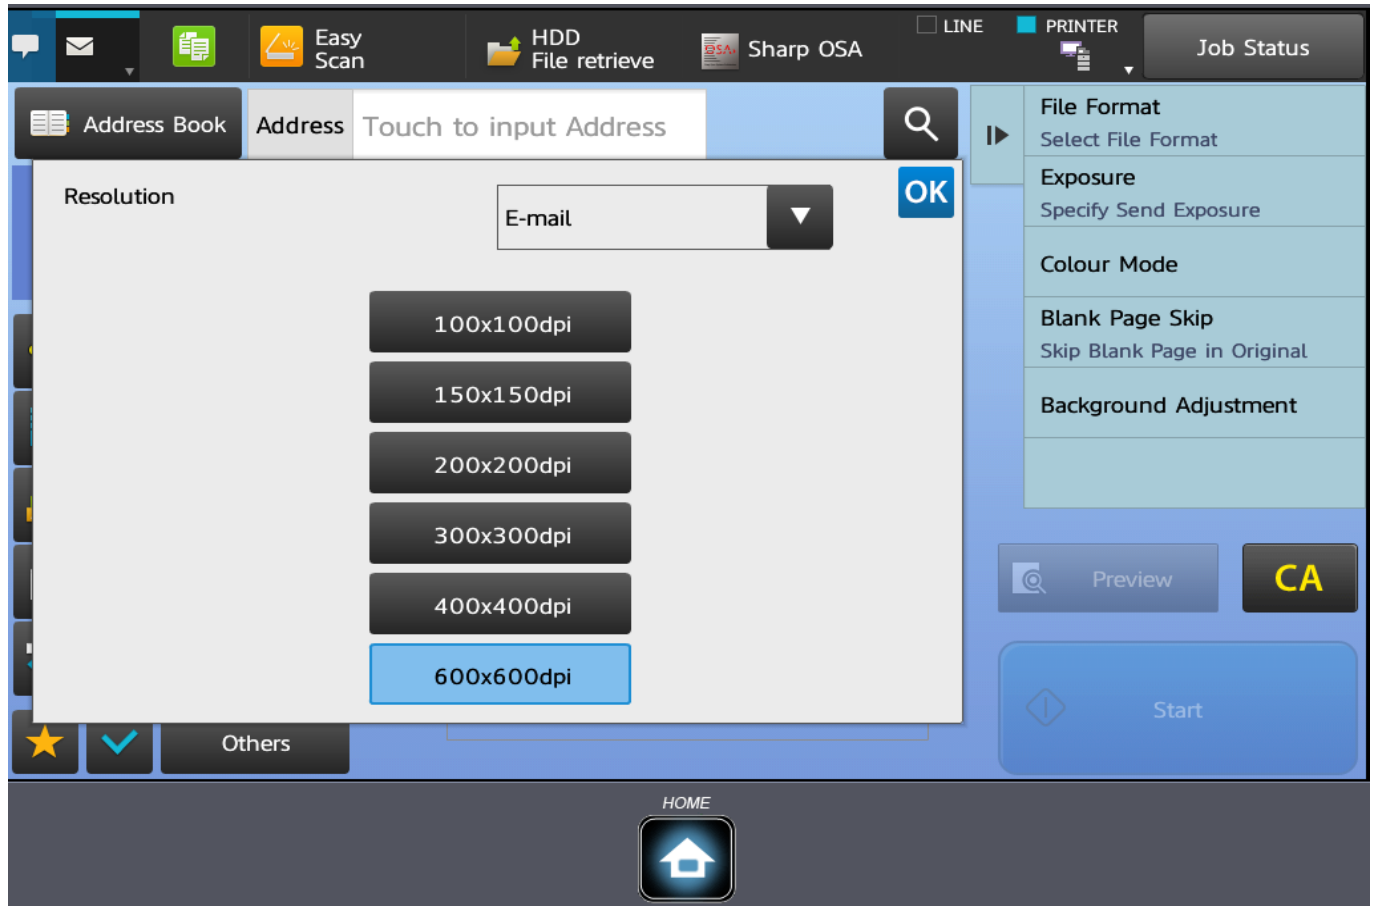 Easy
Scan
HDD
File retrieve
OSA
Sharp OSA
LINE
PRINTER
Job Status
Address Book
Address
Touch to input Address
File Format
Select File Format
Resolution
E-mail
OK
Exposure
Specify Send Exposure
Colour Mode
100x100dpi
150x150dpi
200x200dpi
300x300dpi
400x400dpi
600x600dpi
Blank Page Skip
Skip Blank Page in Original
Background Adjustment
Preview
CA
Start
Others
HOME